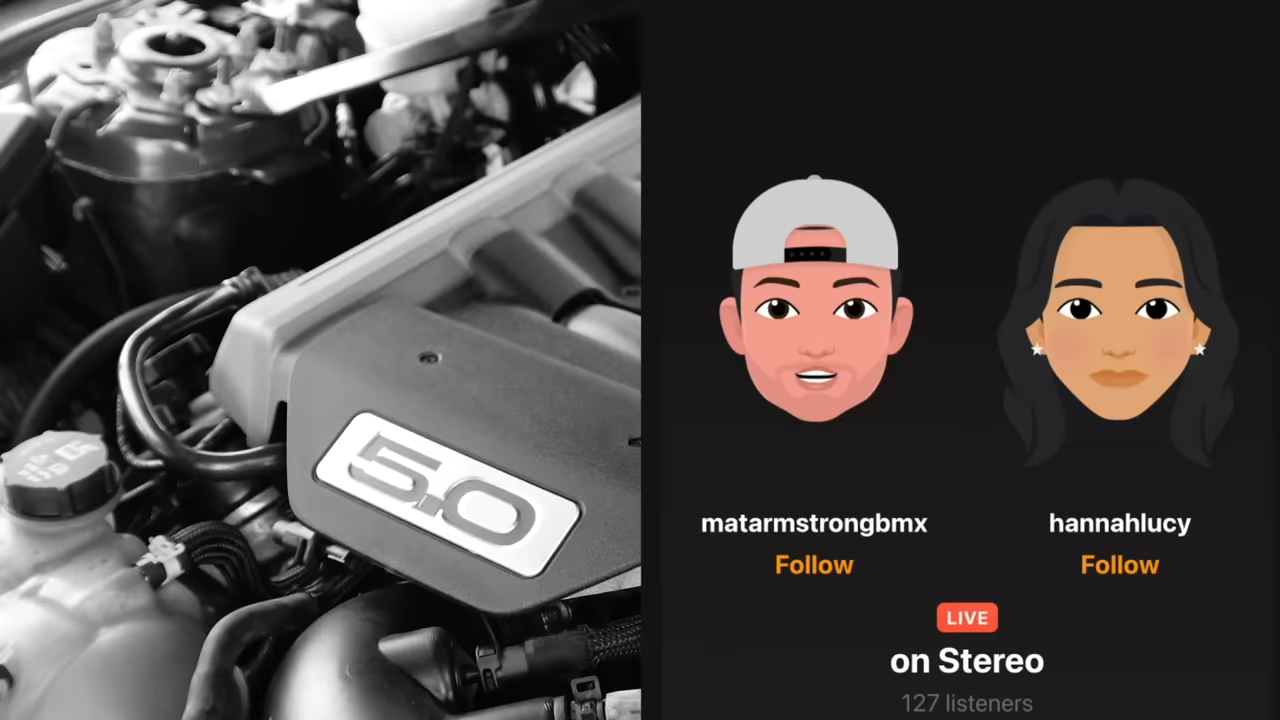 5.0
matarmstrongbmx
hannahlucy
Follow
Follow
LIVE
on Stereo
127 listeners